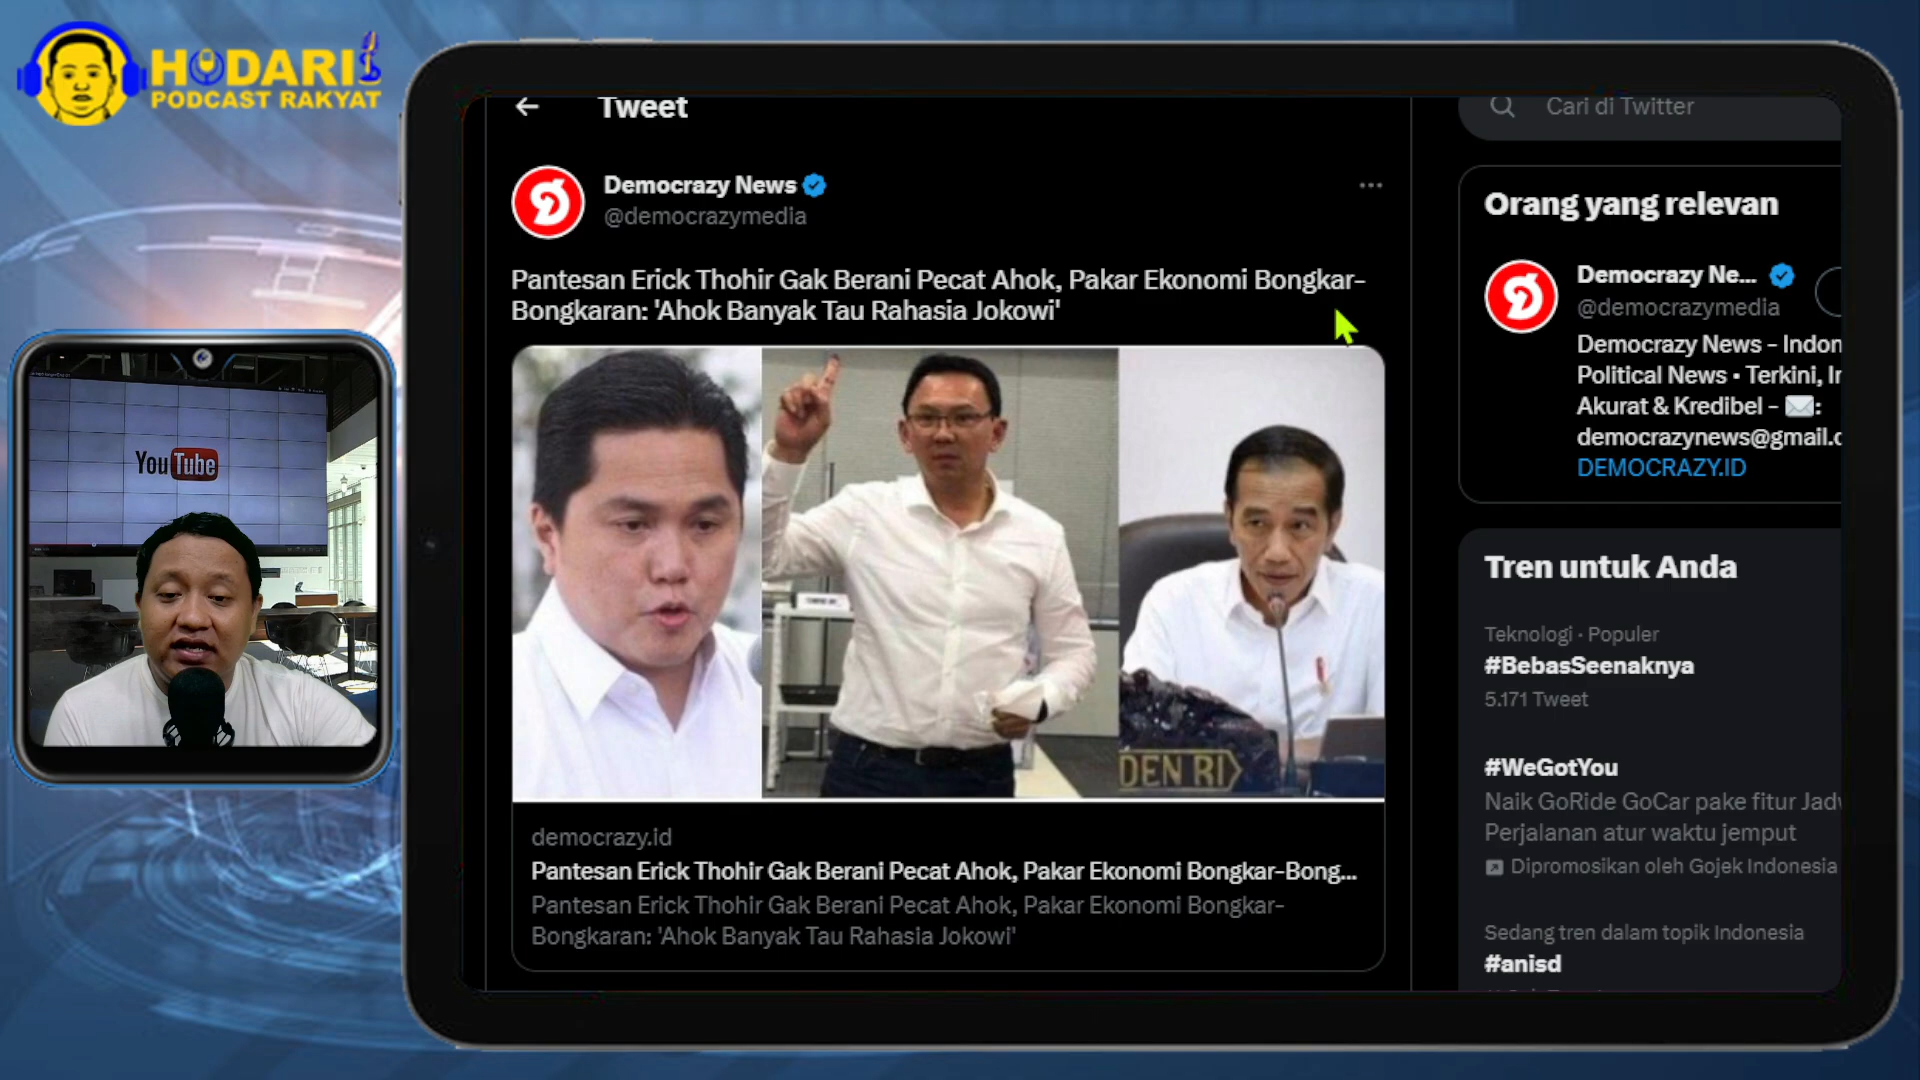 HODARI
PODCAST RAKYAT
YouTube
Tweet
Democrazy News
@democrazymedia
Pantesan Erick Thohir Gak Berani Pecat Ahok, Pakar Ekonomi Bongkar-
Bongkaran: 'Ahok Banyak Tau Rahasia Jokowi'
DEN RI
democrazy.id
Pantesan Erick Thohir Gak Berani Pecat Ahok, Pakar Ekonomi Bongkar-Bong...
Pantesan Erick Thohir Gak Berani Pecat Ahok, Pakar Ekonomi Bongkar-
Bongkaran: 'Ahok Banyak Tau Rahasia Jokowi'
Cari di Twitter
Orang yang relevan
Democrazy Ne...
@democrazymedia
Democrazy News - Indon
Political News • Terkini, In
Akurat & Kredibel - ✉:
democrazynews@gmail.c
DEMOCRAZY.ID
Tren untuk Anda
Teknologi · Populer
#BebasSeenaknya
5.171 Tweet
#WeGotYou
Naik GoRide GoCar pake fitur Jadw
Perjalanan atur waktu jemput
Dipromosikan oleh Gojek Indonesia
Sedang tren dalam topik Indonesia
#anisd